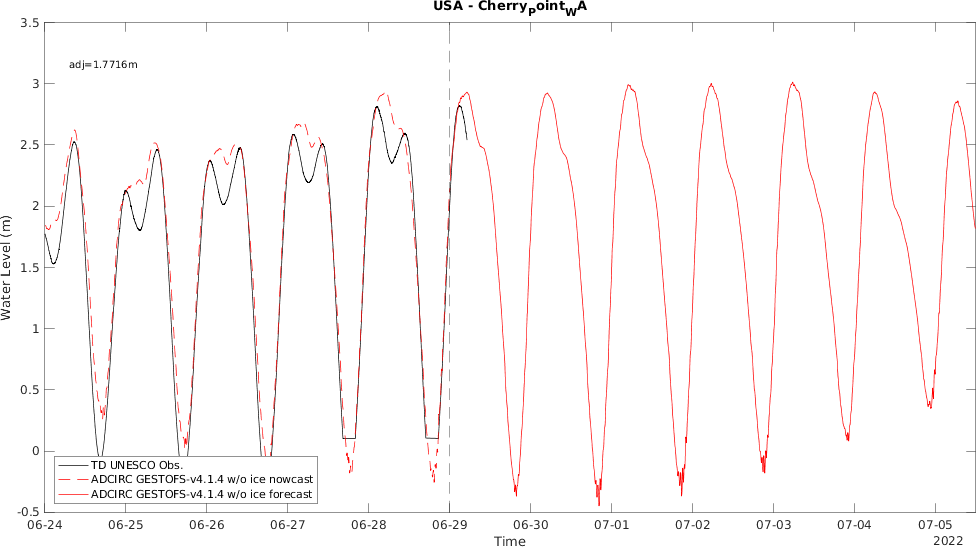 USA - CherryPointWA
3.5
adj=1.7716m
3
2.5
2
1.5
1
0.5
0
-0.5
Water Level (m)
TD UNESCO Obs.
ADCIRC GESTOFS-v4.1.4 w/o ice nowcast
ADCIRC GESTOFS-v4.1.4 w/o ice forecast
06-24 06-25 06-26 06-27 06-28 06-29 06-30 07-01 07-02 07-03 07-04 07-05
Time
2022